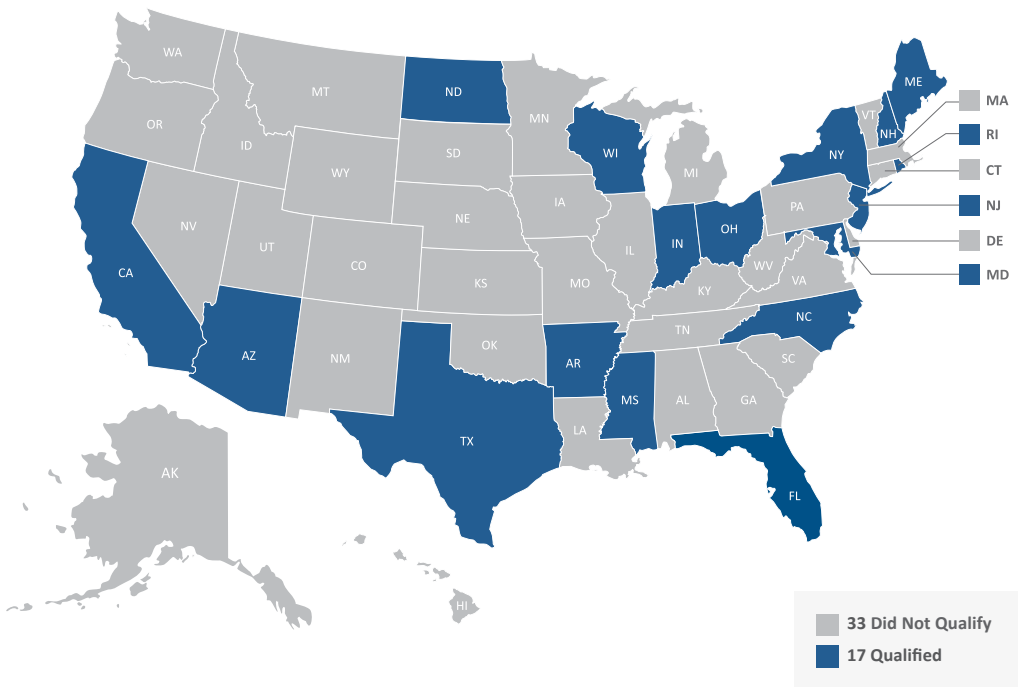 WA
MT
ND
MN
ME
OR
ID
WY
SD
WI
MI
NY
VT
NH
MA
RI
CT
NJ
DE
MD
NV
UT
CO
NE
IA
IL
IN
OH
PA
CA
KS
MO
KY
WV
VA
AZ
NM
OK
AR
TN
NC
SC
TX
LA
MS
AL
GA
FL
AK
HI
33 Did Not Qualify
17 Qualified